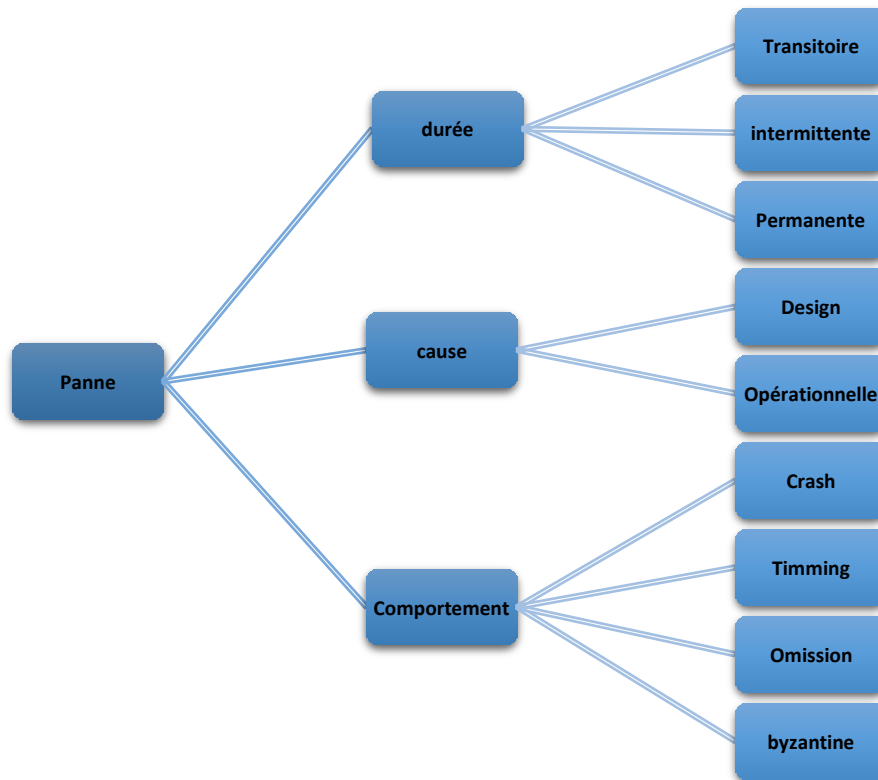 Panne
durée
Transitoire
intermittente
Permanente
cause
Design
Opérationnelle
Comportement
Crash
Timming
Omission
byzantine